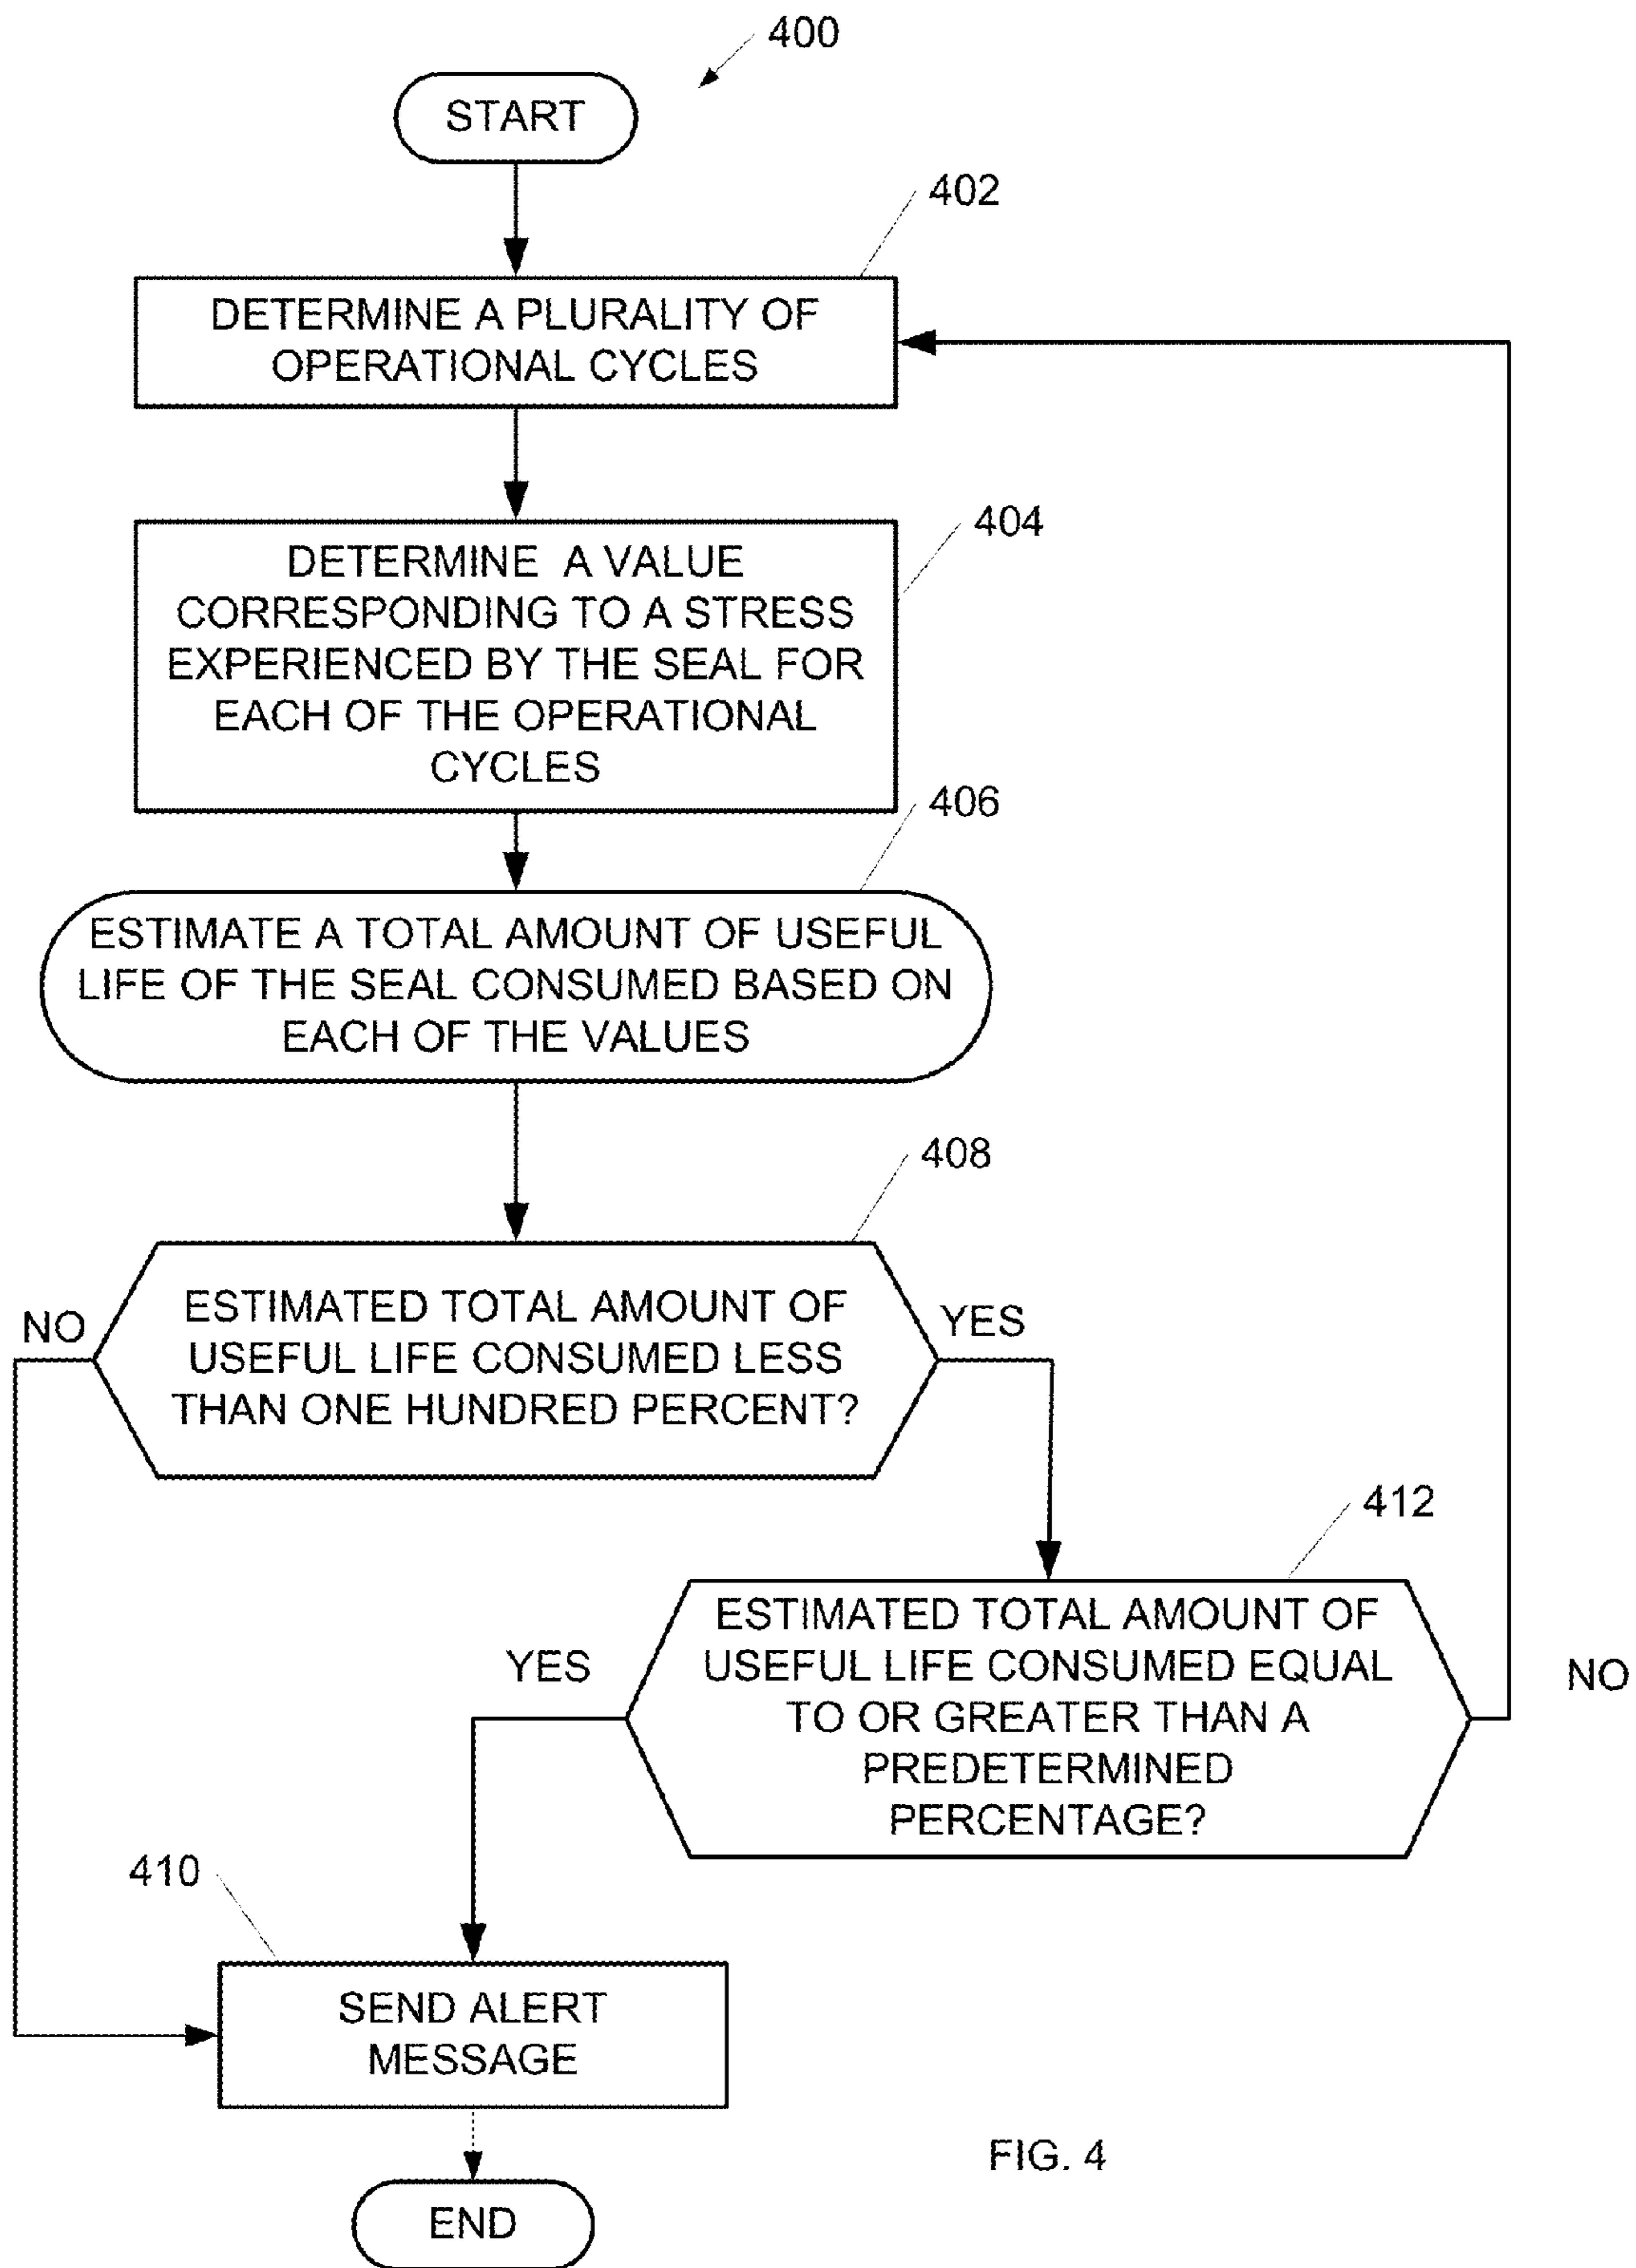 400
START
402
DETERMINE A PLURALITY OF
OPERATIONAL CYCLES
404
DETERMINE A VALUE
CORRESPONDING TO A STRESS
EXPERIENCED BY THE SEAL FOR
EACH OF THE OPERATIONAL
CYCLES
406
ESTIMATE A TOTAL AMOUNT OF USEFUL
LIFE OF THE SEAL CONSUMED BASED ON
EACH OF THE VALUES
408
NO
ESTIMATED TOTAL AMOUNT OF
USEFUL LIFE CONSUMED LESS
THAN ONE HUNDRED PERCENT?
YES
412
YES
ESTIMATED TOTAL AMOUNT OF
USEFUL LIFE CONSUMED EQUAL
TO OR GREATER THAN A
PREDETERMINED
PERCENTAGE?
NO
410
SEND ALERT
MESSAGE
FIG. 4
END